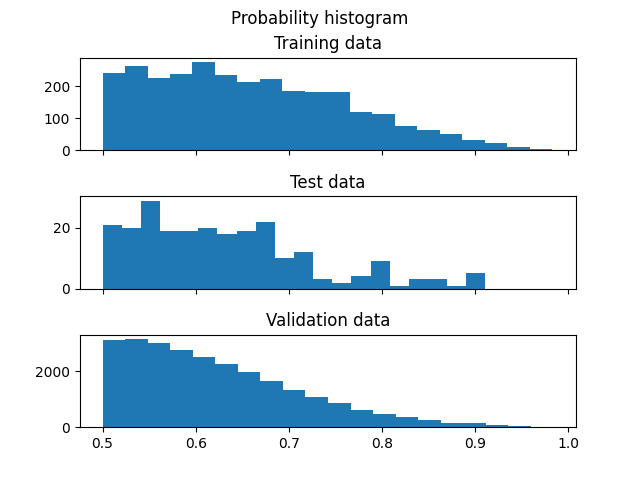 Probability histogram
Training data
200
100
0
Test data
20
0
Validation data
2000
0
0.5 0.6 0.7 0.8 0.9 1.0